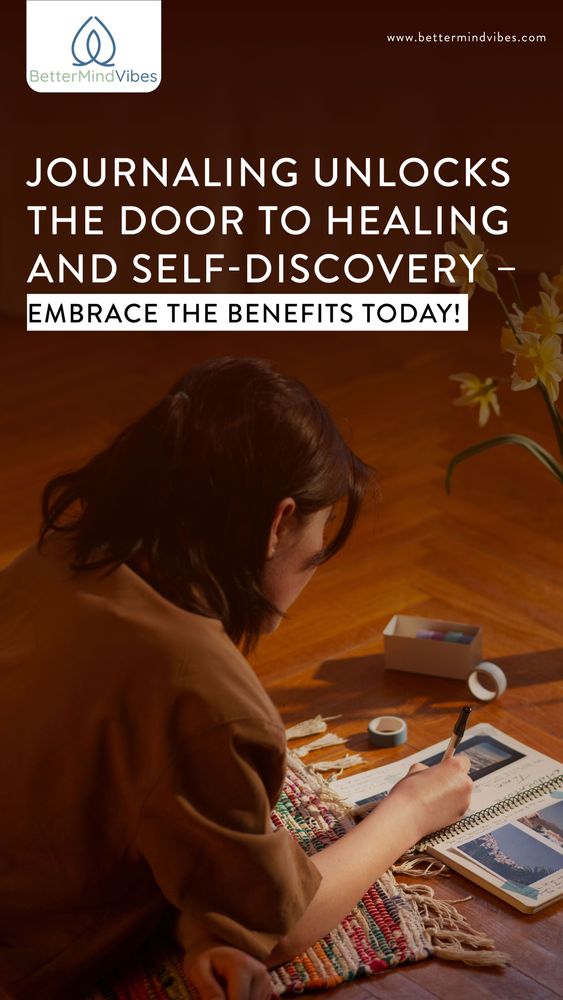 BetterMindVibes
www.bettermindvibes.com
JOURNALING UNLOCKS
THE DOOR TO HEALING
AND SELF-DISCOVERY –
EMBRACE THE BENEFITS TODAY!